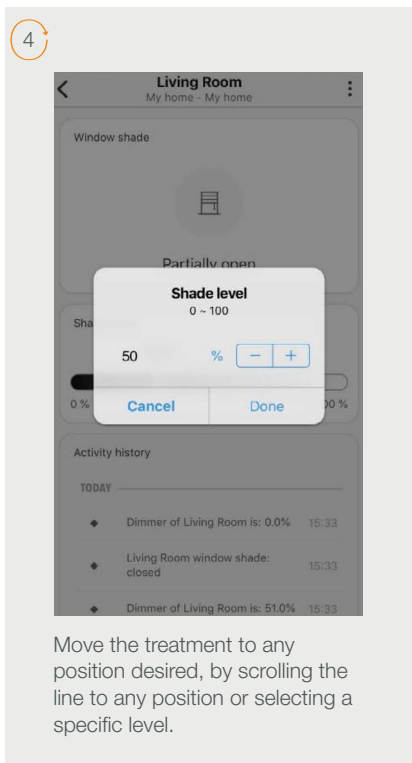 4
Living Room
My home - My home
Window shade
Partially open
Shade level
0 ~ 100
Sha
50 % − +
0 %
Cancel Done
00 %
Activity history
TODAY
Dimmer of Living Room is: 0.0% 15:33
Living Room window shade:
closed 15:33
Dimmer of Living Room is: 51.0% 15:33
Move the treatment to any
position desired, by scrolling the
line to any position or selecting a
specific level.